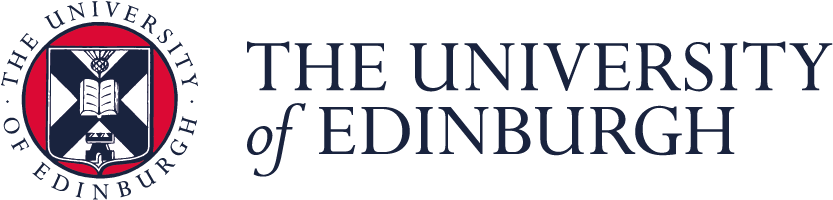 THE UNIVERSITY
· OF EDINBURGH ·
THE UNIVERSITY
of EDINBURGH